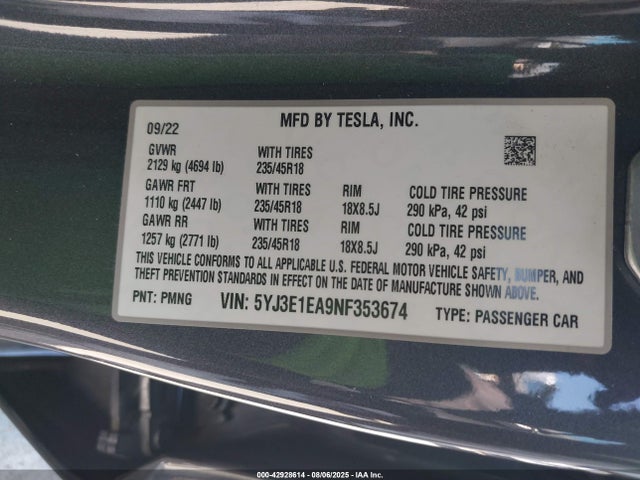 MFD BY TESLA, INC.
09/22
GVWR WITH TIRES
2129 kg (4694 lb) 235/45R18
GAWR FRT WITH TIRES RIM COLD TIRE PRESSURE
1110 kg (2447 lb) 235/45R18 18X8.5J 290 kPa, 42 psi
GAWR RR WITH TIRES RIM COLD TIRE PRESSURE
1257 kg (2771 lb) 235/45R18 18X8.5J 290 kPa, 42 psi
THIS VEHICLE CONFORMS TO ALL APPLICABLE U.S. FEDERAL MOTOR VEHICLE SAFETY, BUMPER, AND
THEFT PREVENTION STANDARDS IN EFFECT ON THE DATE OF MANUFACTURE SHOWN ABOVE.
PNT: PMNG VIN: 5YJ3E1EA9NF353674 TYPE: PASSENGER CAR
000-42928614 - 08/06/2025 - IAA Inc.